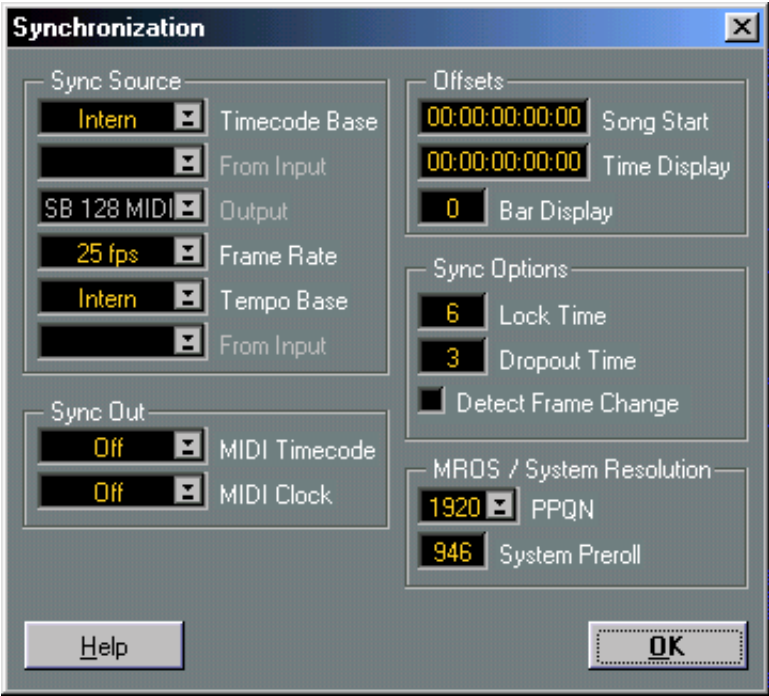 Synchronization
Sync Source
Intern Timecode Base
From Input
SB 128 MIDI Output
25 fps Frame Rate
Intern Tempo Base
From Input
Sync Out
Off MIDI Timecode
Off MIDI Clock
Offsets
00:00:00:00:00 Song Start
00:00:00:00:00 Time Display
0 Bar Display
Sync Options
6 Lock Time
3 Dropout Time
Detect Frame Change
MROS / System Resolution
1920 PPQN
946 System Preroll
Help
OK